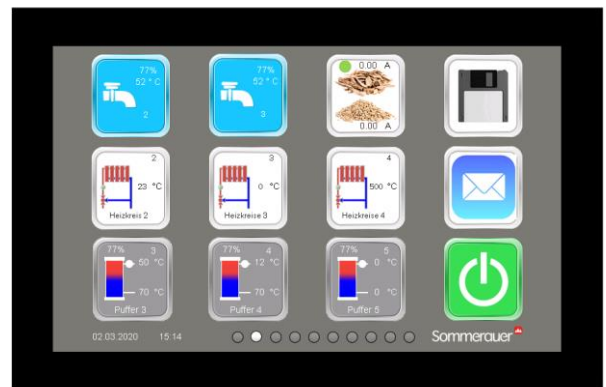 77%
52 °C
2
77%
52 °C
3
0.00 A
0.00 A
2
23 °C
Heizkreis 2
3
0 °C
Heizkreise 3
4
500 °C
Heizkreise 4
77% 3
50 °C
70 °C
Puffer 3
77% 4
12 °C
70 °C
Puffer 4
77% 5
0 °C
0 °C
Puffer 5
02.03.2020 15:14
Sommerauer